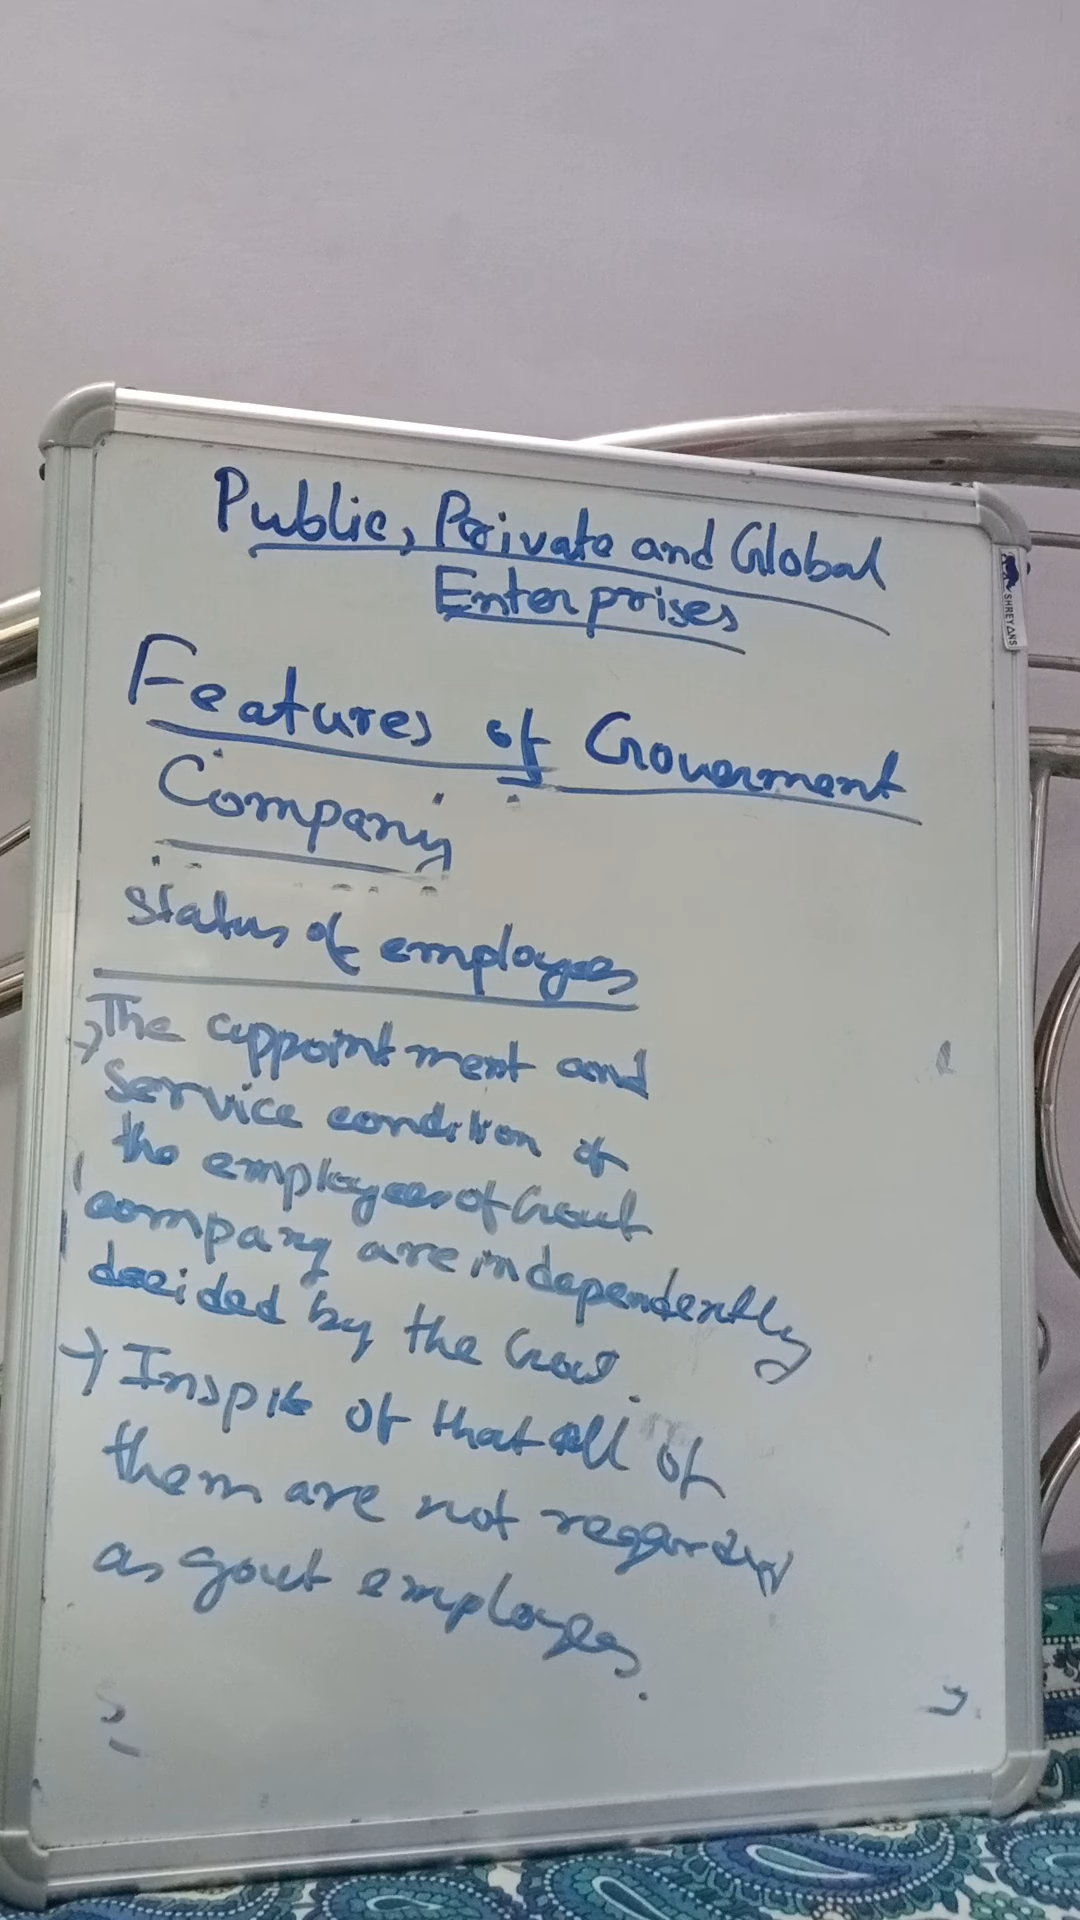 Public, Private and Global
Enterprises
SHREYANS
Features of Government
Company
Status of employees
→ The appointment and
Service condition of
the employees of Govt
company are independently
decided by the Govt.
→ Inspite of that all of
them are not regarded
as govt employees.